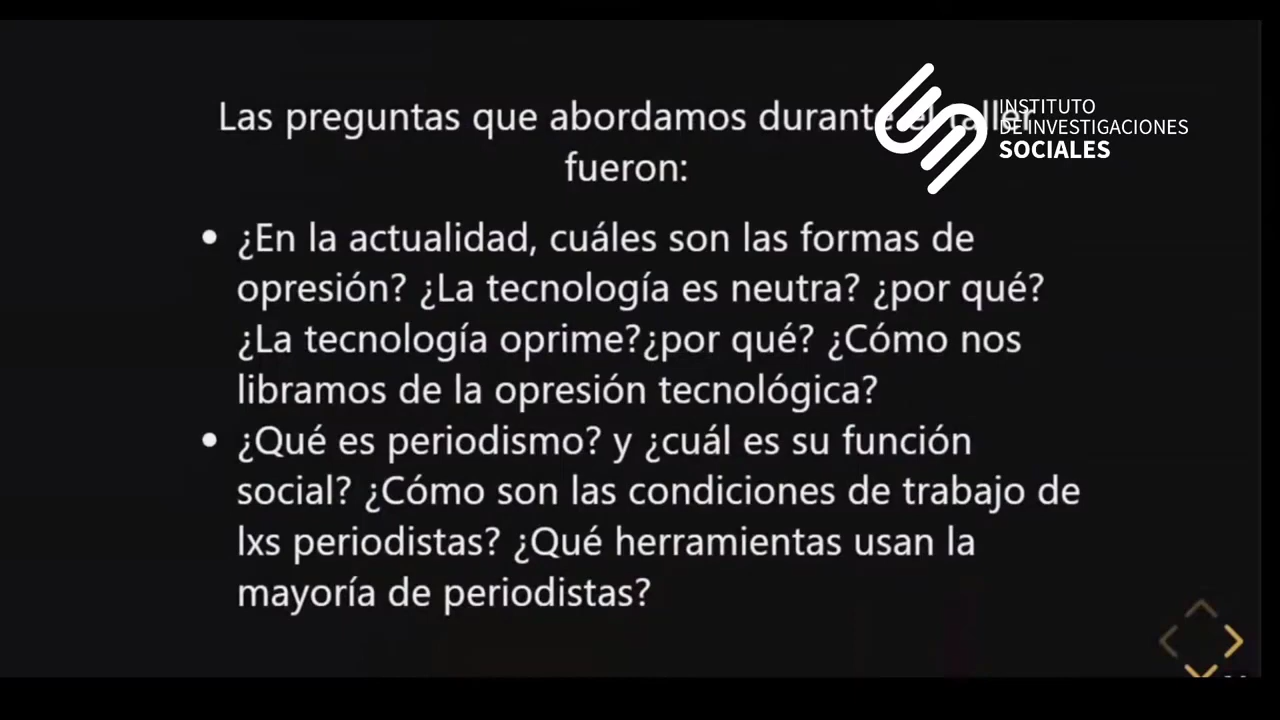 Las preguntas que abordamos durante el taller
fueron:
INSTITUTO
DE INVESTIGACIONES
SOCIALES
• ¿En la actualidad, cuáles son las formas de
opresión? ¿La tecnología es neutra? ¿por qué?
¿La tecnología oprime?¿por qué? ¿Cómo nos
libramos de la opresión tecnológica?
• ¿Qué es periodismo? y ¿cuál es su función
social? ¿Cómo son las condiciones de trabajo de
lxs periodistas? ¿Qué herramientas usan la
mayoría de periodistas?